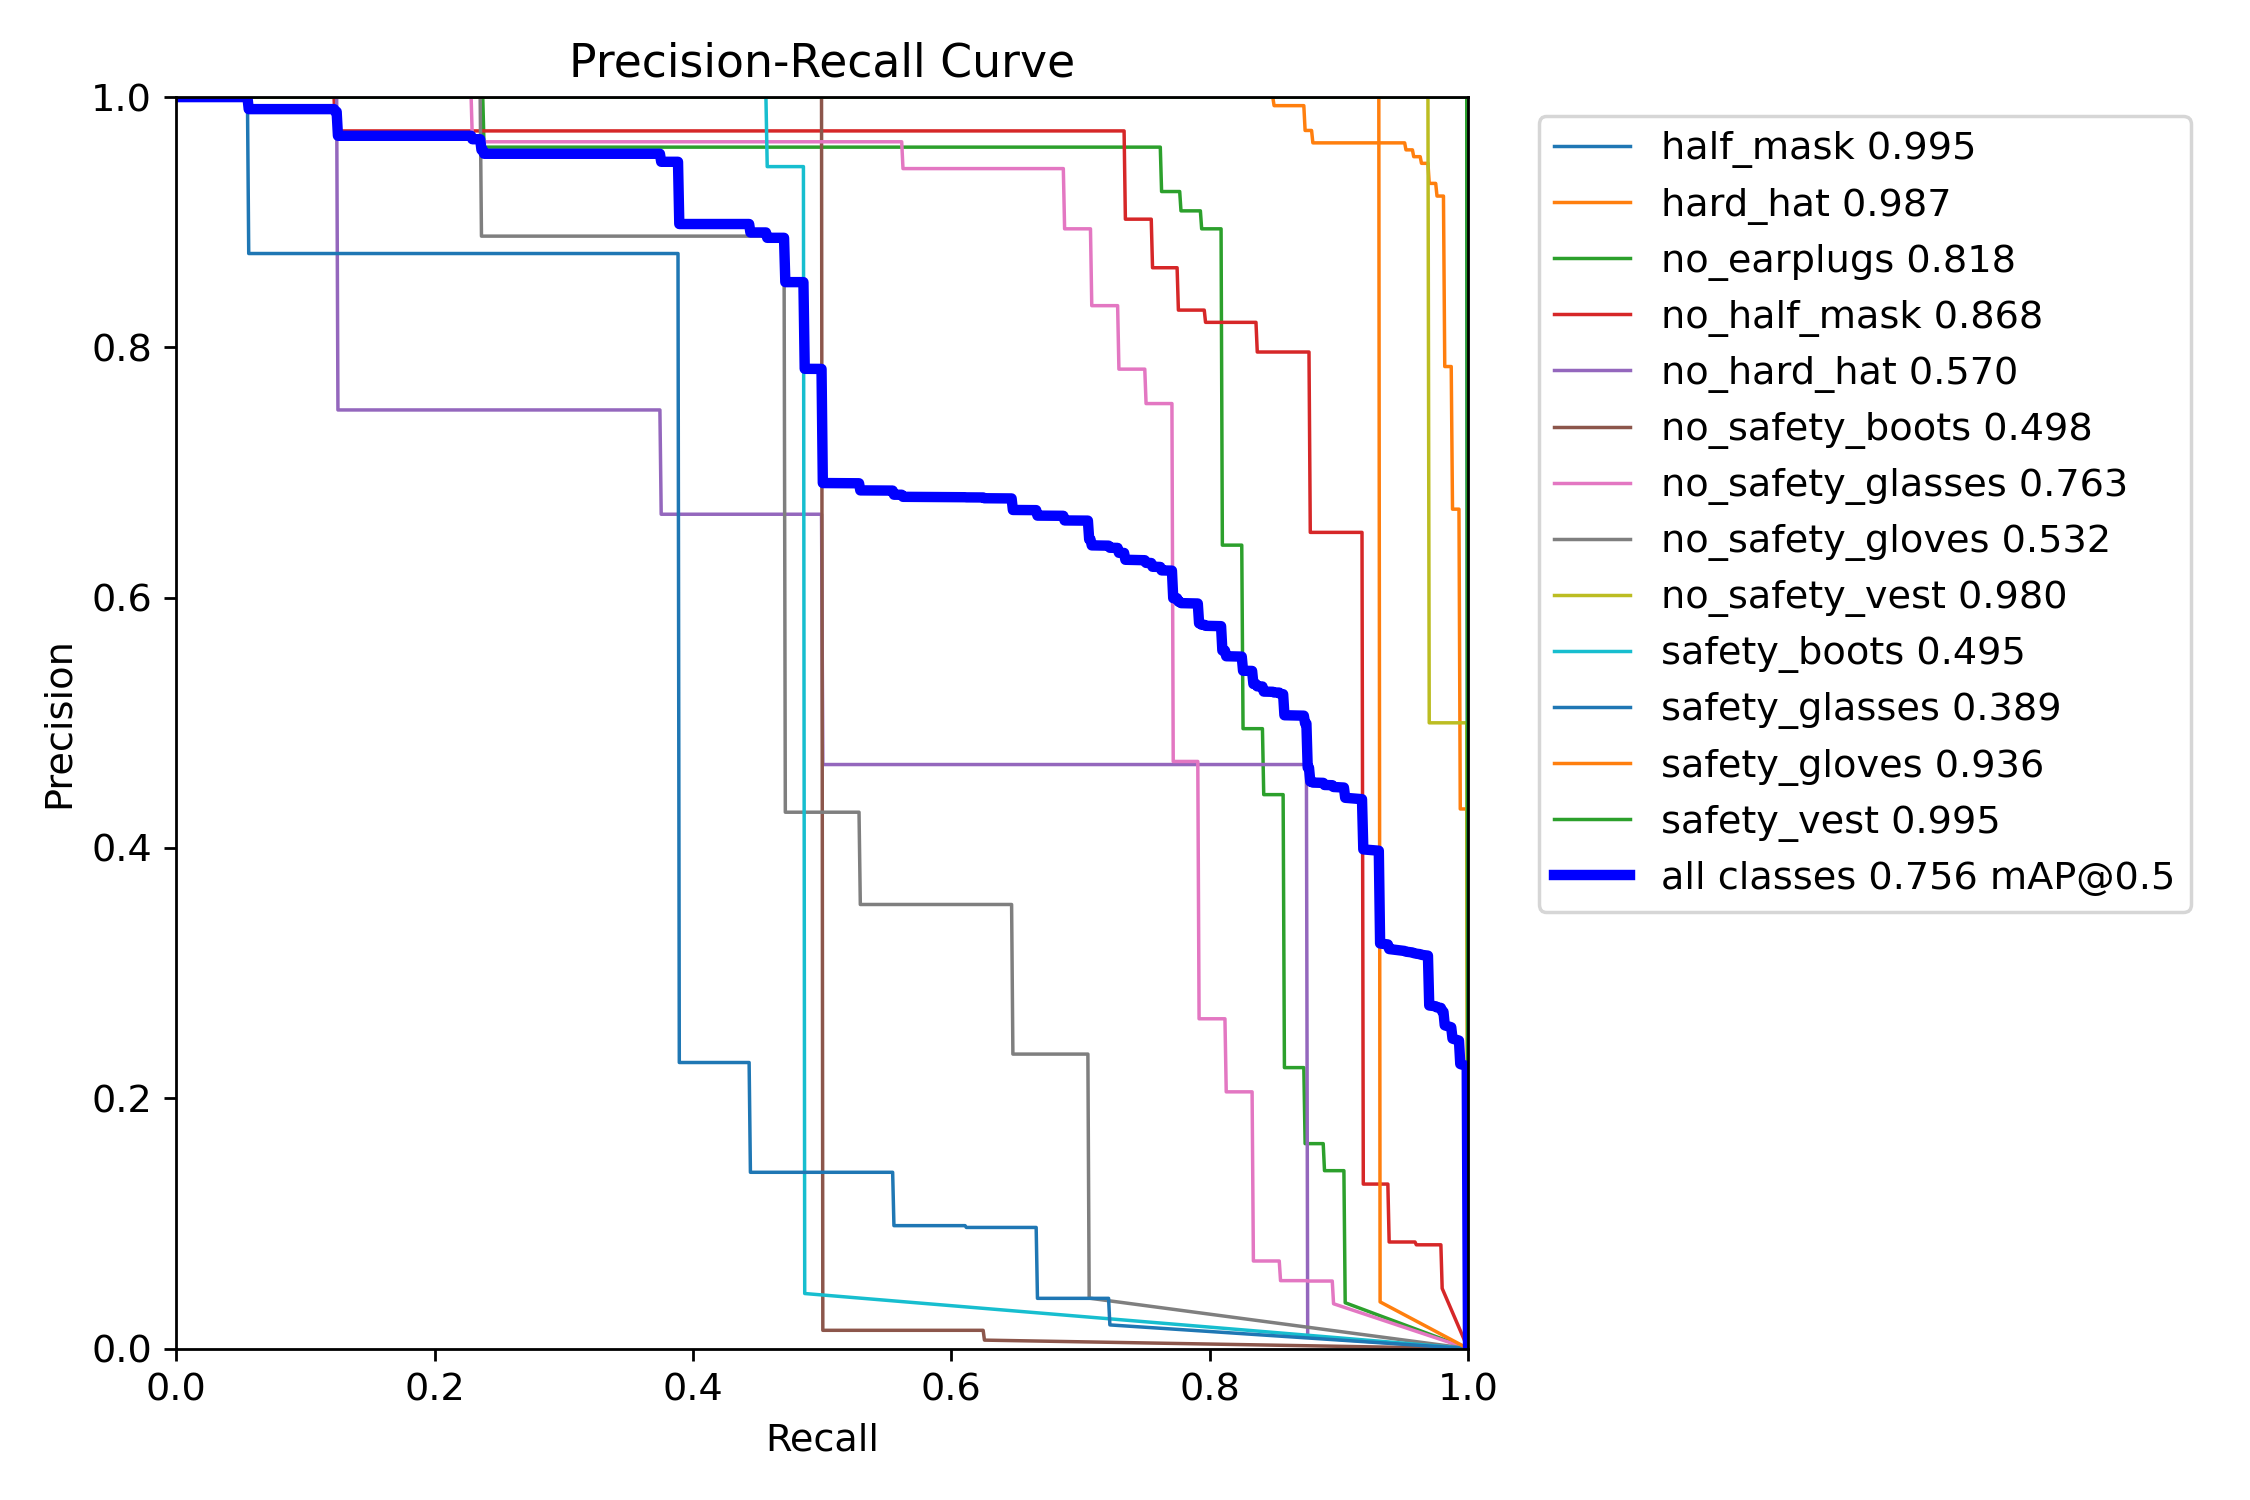 Precision-Recall Curve
1.0
0.8
0.6
0.4
0.2
0.0
Precision
0.0 0.2 0.4 0.6 0.8 1.0
Recall
half_mask 0.995
hard_hat 0.987
no_earplugs 0.818
no_half_mask 0.868
no_hard_hat 0.570
no_safety_boots 0.498
no_safety_glasses 0.763
no_safety_gloves 0.532
no_safety_vest 0.980
safety_boots 0.495
safety_glasses 0.389
safety_gloves 0.936
safety_vest 0.995
all classes 0.756 mAP@0.5